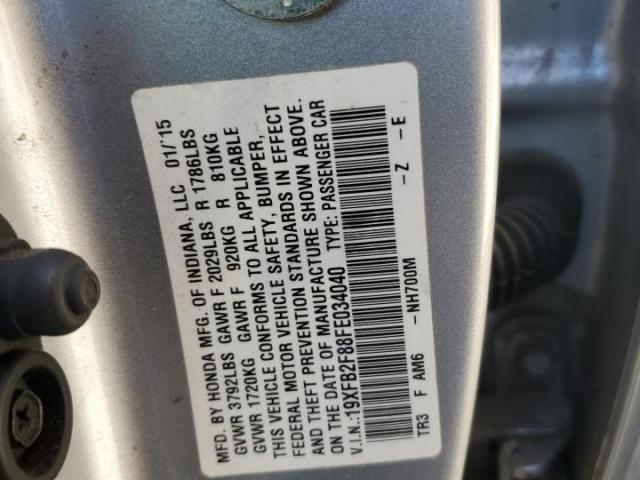 MFD. BY HONDA MFG. OF INDIANA, LLC 01/'15
GVWR 3792LBS GAWR F 2029LBS R 1786LBS
GVWR 1720KG GAWR F 920KG R 810KG
THIS VEHICLE CONFORMS TO ALL APPLICABLE
FEDERAL MOTOR VEHICLE SAFETY, BUMPER,
AND THEFT PREVENTION STANDARDS IN EFFECT
ON THE DATE OF MANUFACTURE SHOWN ABOVE.
V.I.N.:19XFB2F88FE034040 TYPE: PASSENGER CAR
TR3 F AM6 -NH700M -Z -E